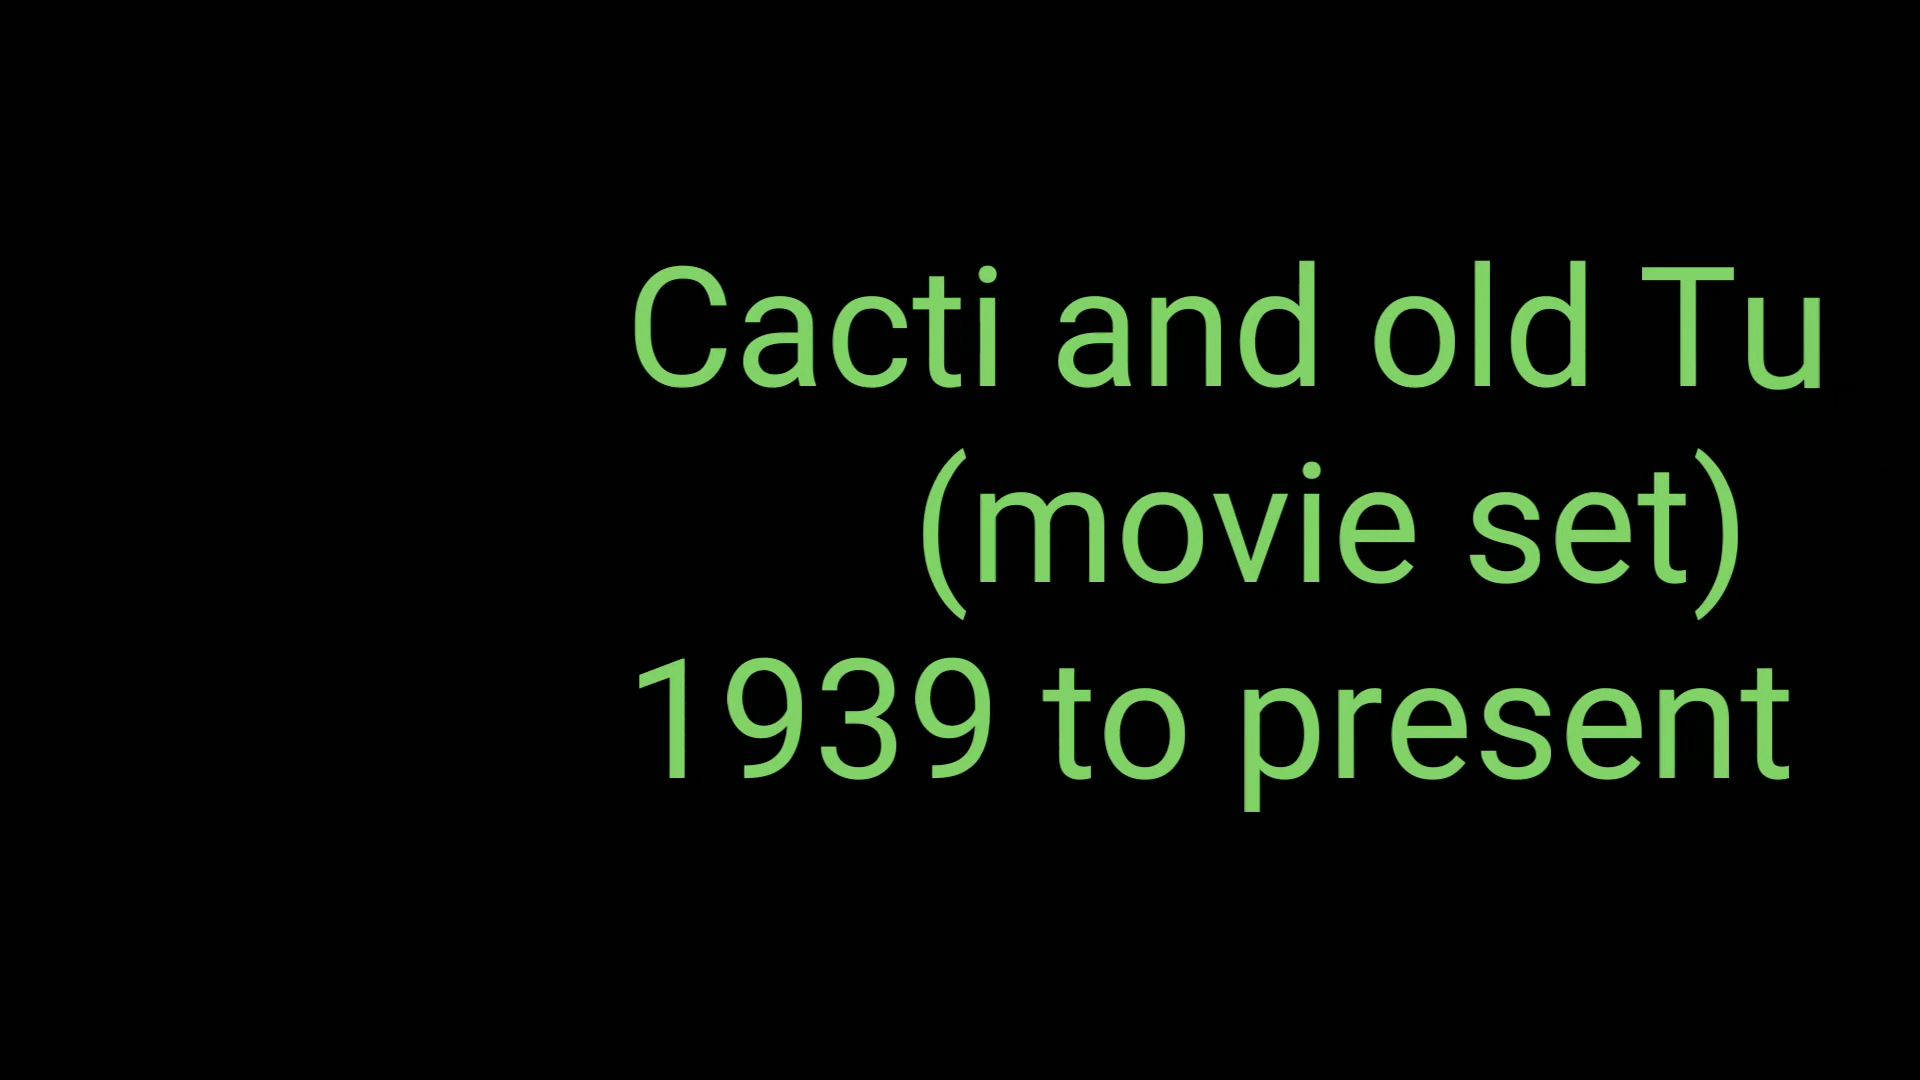 Cacti and old Tu
(movie set)
1939 to present